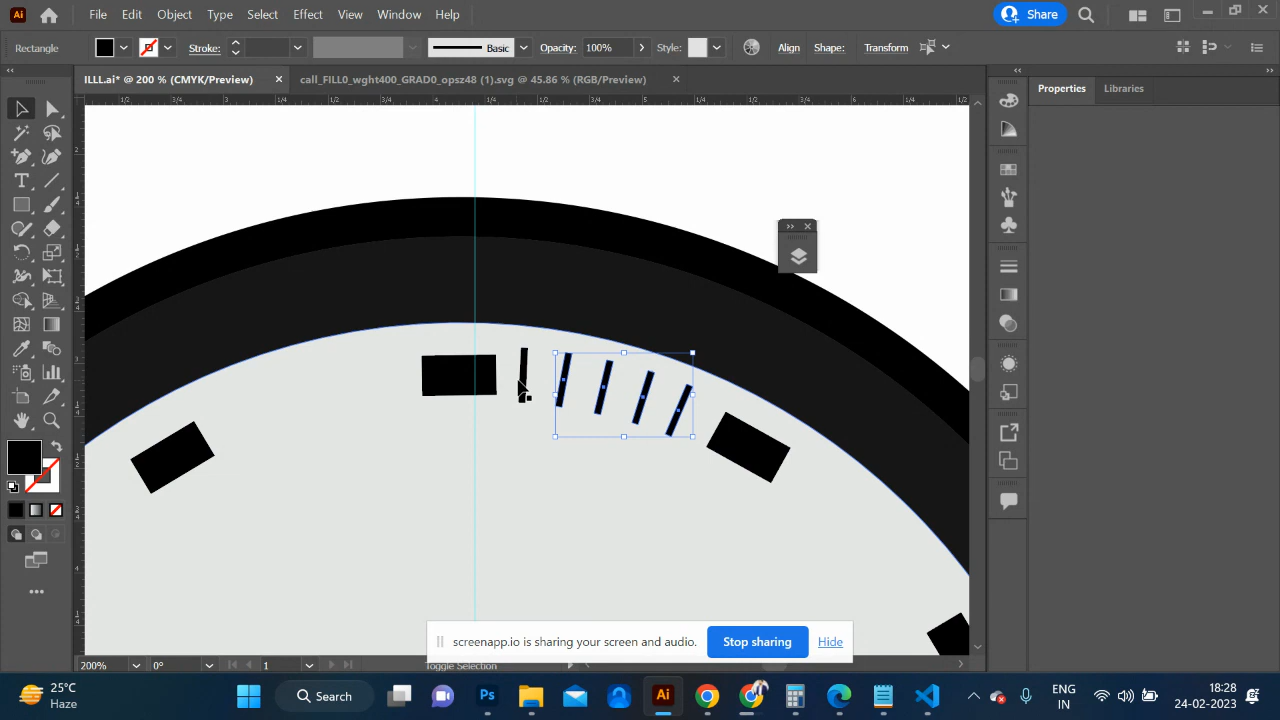 Ai File Edit Object Type Select Effect View Window Help Share
Rectangle Stroke: Basic Opacity: 100% Style: Align Shape: Transform
ILLL.ai* @ 200 % (CMYK/Preview) × call_FILL0_wght400_GRAD0_opsz48 (1).svg @ 45.86 % (RGB/Preview) ×
Properties Libraries
screenapp.io is sharing your screen and audio. Stop sharing Hide
200% 0° 1 Toggle Selection
25°C
Haze
Search
Ps
Ai
ENG
IN
18:28
24-02-2023